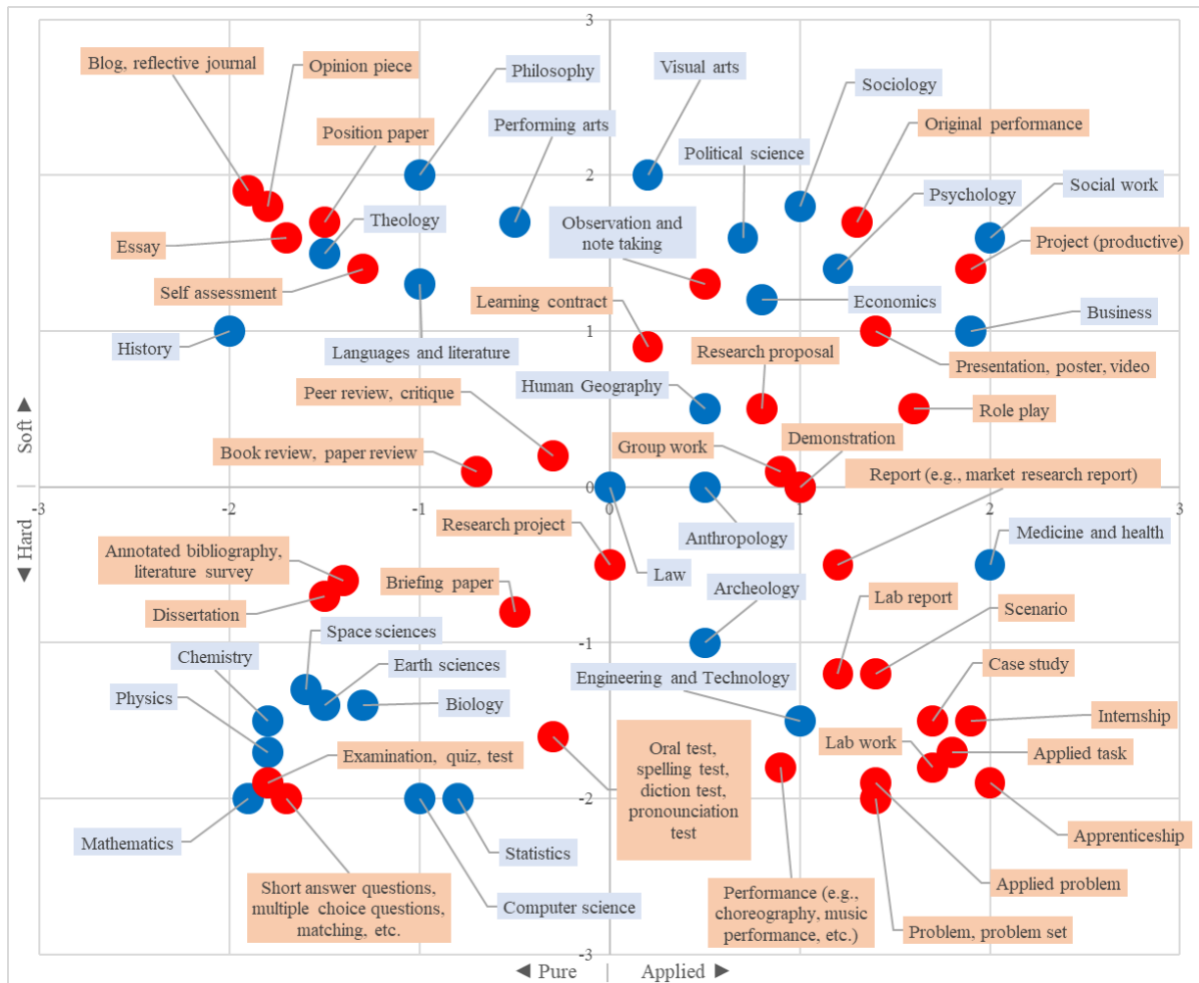 3
Blog, reflective journal
Opinion piece
Philosophy
Visual arts
Sociology
Performing arts
Original performance
Position paper
Political science
2
Social work
Psychology
Theology
Observation and
note taking
Essay
Project (productive)
Self assessment
Learning contract
Economics
Business
History
1
Languages and literature
Research proposal
Presentation, poster, video
Human Geography
Peer review, critique
Role play
Group work
Demonstration
Book review, paper review
Report (e.g., market research report)
◄ Hard | Soft ►
-3
-2
-1
0
0
1
2
3
Research project
Anthropology
Medicine and health
Annotated bibliography,
literature survey
Briefing paper
Law
Archeology
Lab report
Scenario
Dissertation
Space sciences
-1
Chemistry
Earth sciences
Case study
Engineering and Technology
Physics
Biology
Internship
Lab work
Applied task
Examination, quiz, test
Oral test,
spelling test,
diction test,
pronounciation
test
-2
Mathematics
Statistics
Apprenticeship
Short answer questions,
multiple choice questions,
matching, etc.
Computer science
Performance (e.g.,
choreography, music
performance, etc.)
Applied problem
Problem, problem set
-3
◄ Pure | Applied ►